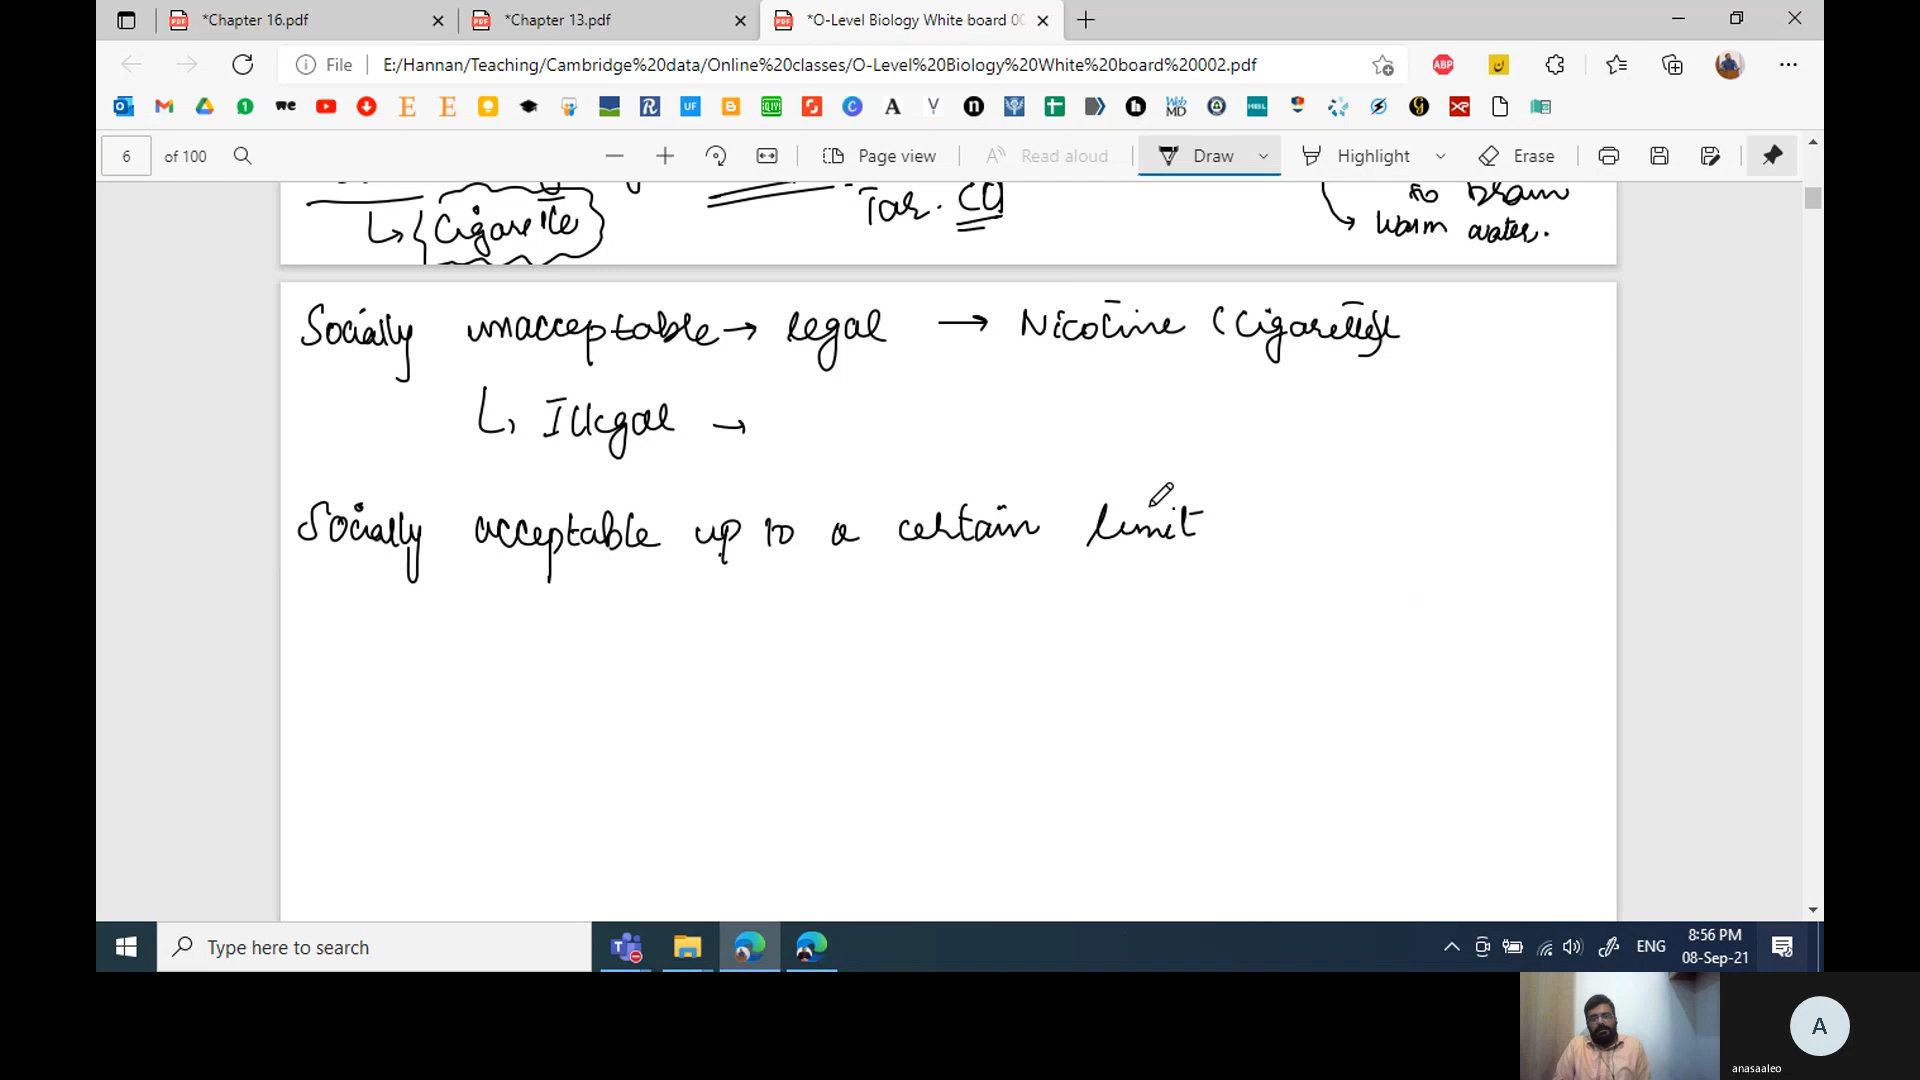 *Chapter 16.pdf
*Chapter 13.pdf
*O-Level Biology White board 00
File
E:/Hannan/Teaching/Cambridge%20data/Online%20classes/O-Level%20Biology%20White%20board%20002.pdf
6 of 100
Page view
Read aloud
Draw
Highlight
Erase
Cigarette
Tar. CO
to brain
warm water.
Socially unacceptable → legal → Nicotine (Cigarettes)
↳ Illegal →
Socially acceptable up to a certain limit
Type here to search
ENG
8:56 PM
08-Sep-21
A
anasaaleo